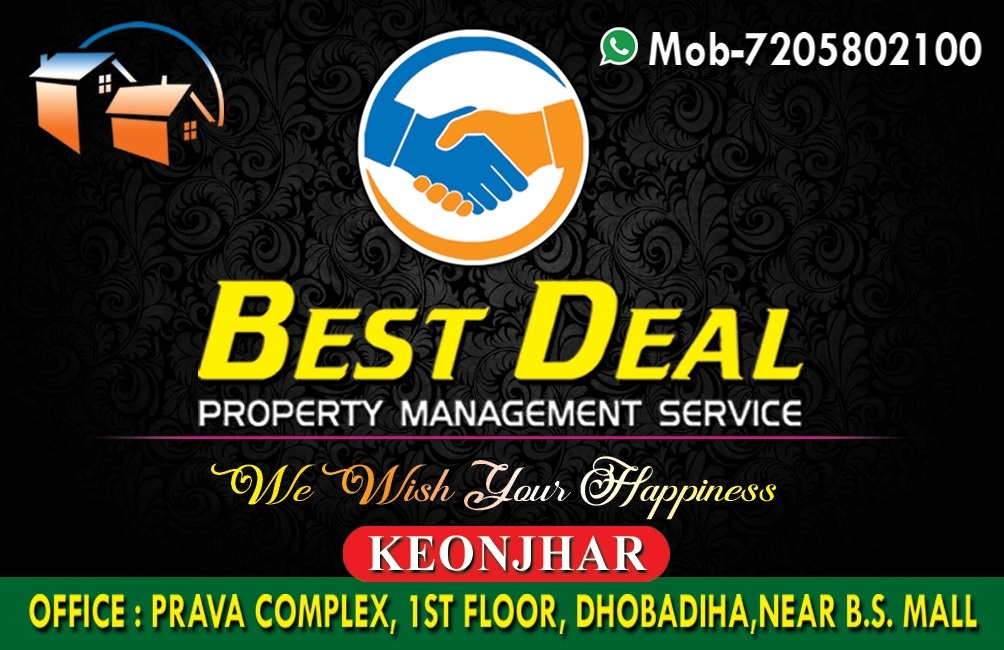 Mob-7205802100
BEST DEAL
PROPERTY MANAGEMENT SERVICE
We Wish Your Happiness
KEONJHAR
OFFICE : PRAVA COMPLEX, 1ST FLOOR, DHOBADIHA,NEAR B.S. MALL